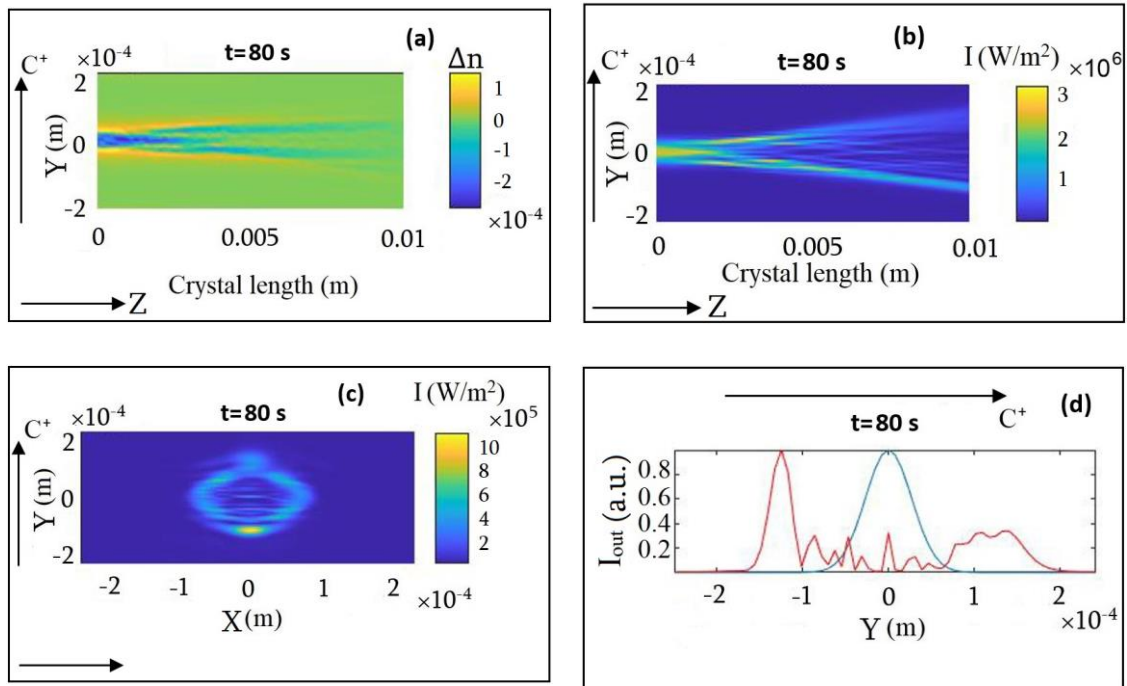 (a)
×10⁻⁴
t=80 s
Δn
C⁺
2
0
-2
Y (m)
1
0
-1
-2
×10⁻⁴
0
0.005
0.01
Crystal length (m)
Z
(b)
×10⁻⁴
t=80 s
I (W/m²)
×10⁶
C⁺
2
0
-2
Y (m)
3
2
1
0
0.005
0.01
Crystal length (m)
Z
(c)
×10⁻⁴
t=80 s
I (W/m²)
×10⁵
C⁺
2
0
-2
Y (m)
10
8
6
4
2
-2
-1
0
1
2
×10⁻⁴
X (m)
C⁺
(d)
t=80 s
0.8
0.6
0.4
0.2
I_out (a.u.)
-2
-1
0
1
2
×10⁻⁴
Y (m)